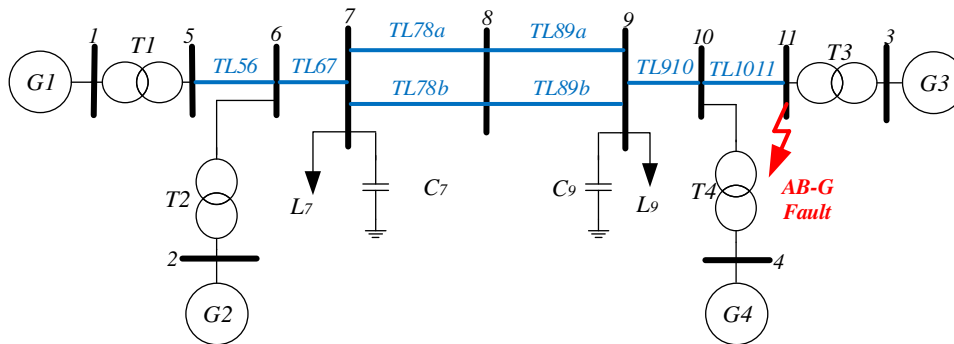 7
8
9
1
T1
5
6
TL78a
TL89a
10
11
T3
3
G1
TL56
TL67
TL910
TL1011
G3
TL78b
TL89b
T2
L7
C7
C9
L9
T4
AB-G
Fault
2
4
G2
G4